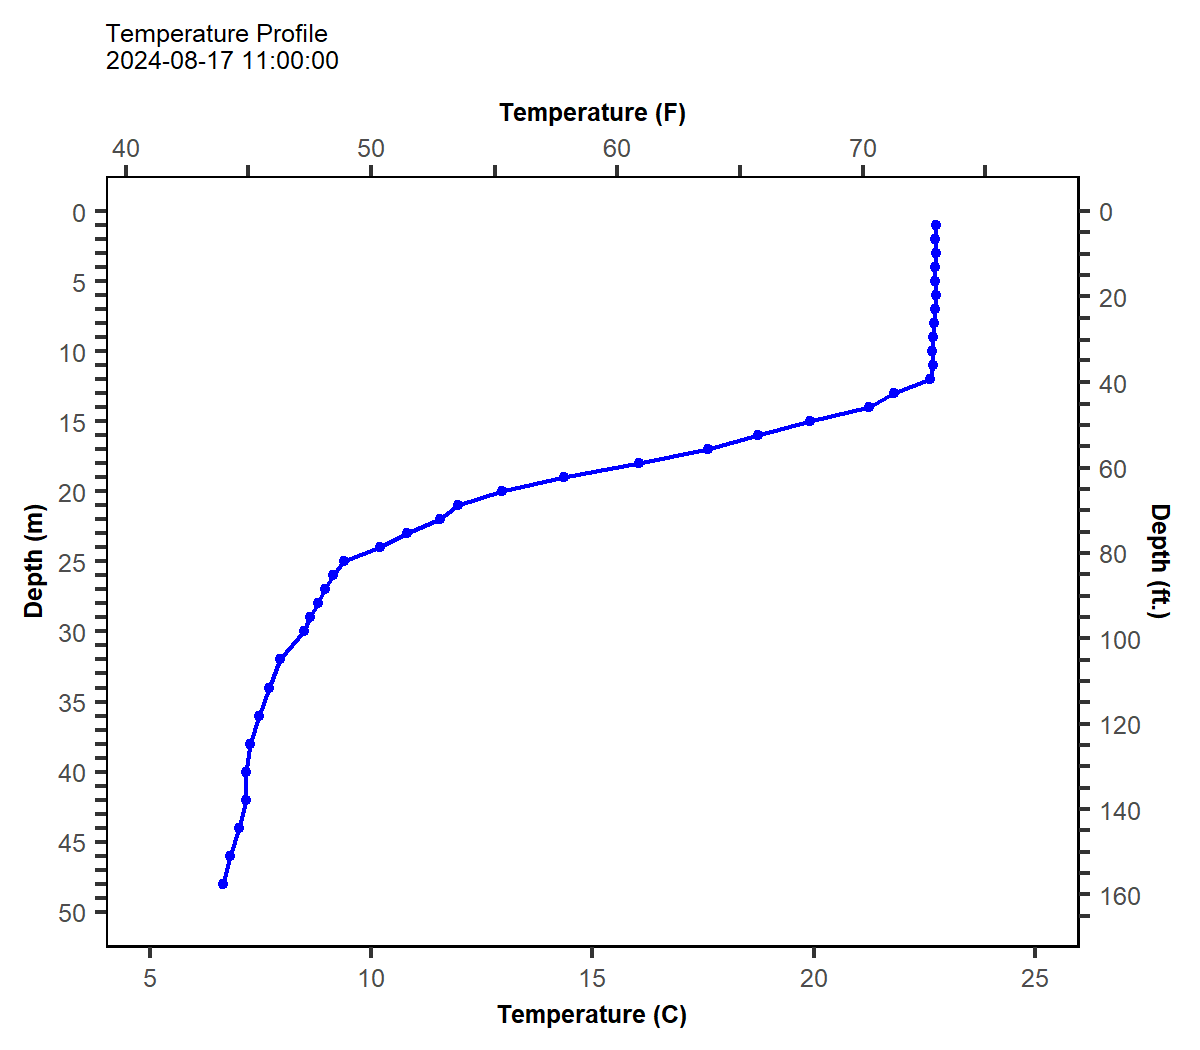 Temperature Profile
2024-08-17 11:00:00
Temperature (F)
40 50 60 70
0 0
5 20
10 40
15 60
20 80
25 100
30 120
35 140
40 160
45
50
Depth (m)
Depth (ft.)
5 10 15 20 25
Temperature (C)